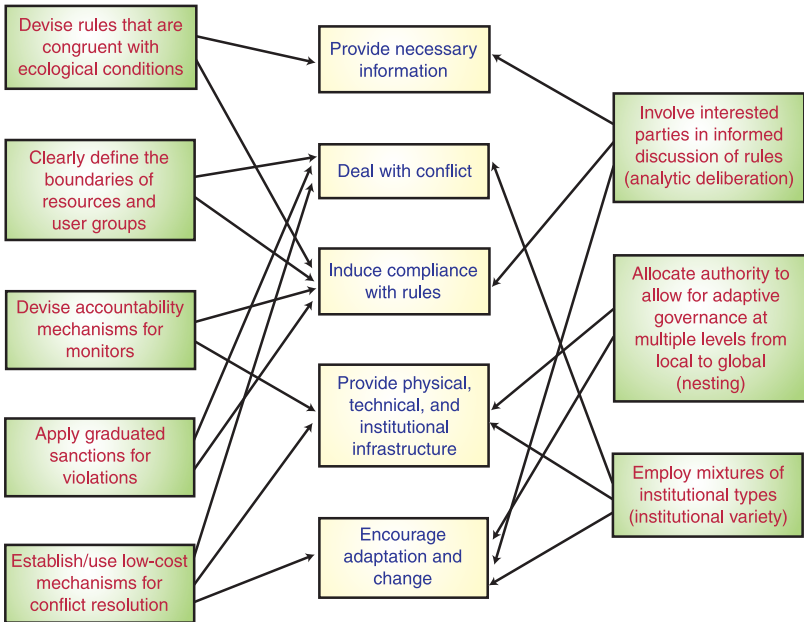 Devise rules that are
congruent with
ecological conditions
Clearly define the
boundaries of
resources and
user groups
Devise accountability
mechanisms for
monitors
Apply graduated
sanctions for
violations
Establish/use low-cost
mechanisms for
conflict resolution
Provide necessary
information
Deal with conflict
Induce compliance
with rules
Provide physical,
technical, and
institutional
infrastructure
Encourage
adaptation and
change
Involve interested
parties in informed
discussion of rules
(analytic deliberation)
Allocate authority to
allow for adaptive
governance at
multiple levels from
local to global
(nesting)
Employ mixtures of
institutional types
(institutional variety)